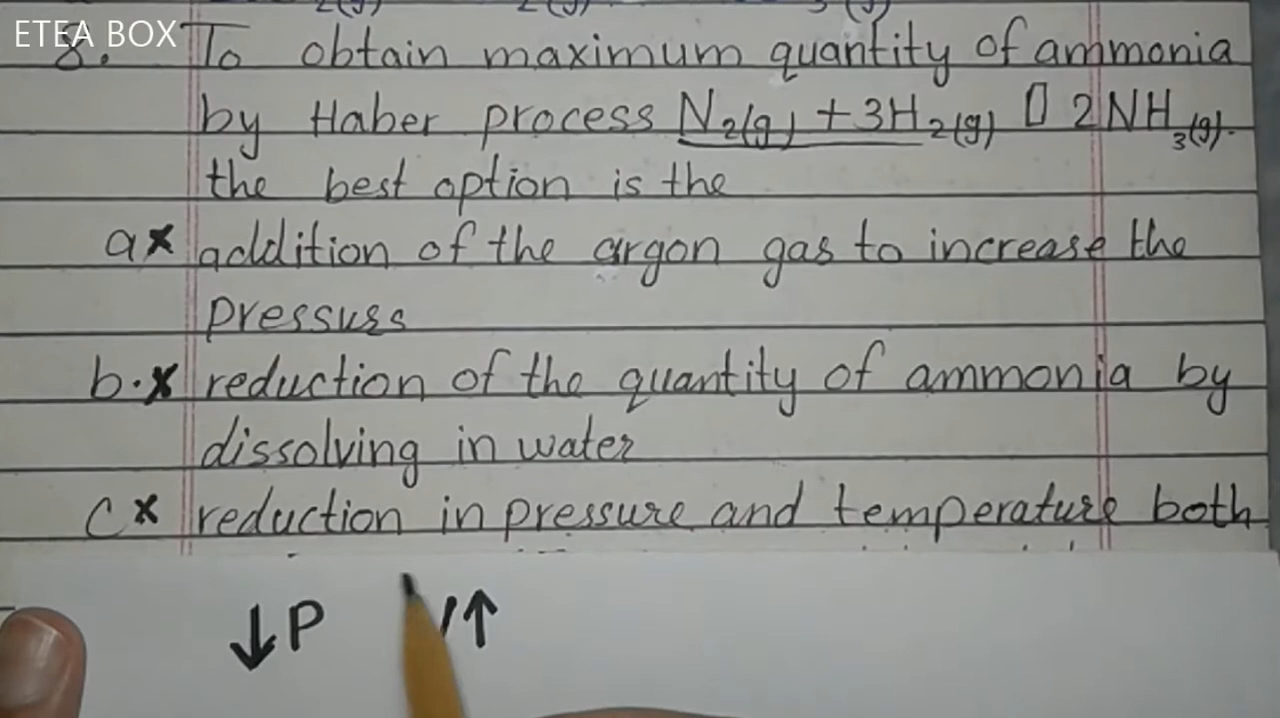 ETEA BOX
8. To obtain maximum quantity of ammonia
by Haber process N2(g) + 3H2(g) ▯ 2NH3(g).
the best option is the
a× addition of the argon gas to increase the
pressuss
b.× reduction of the quantity of ammonia by
dissolving in water
c× reduction in pressure and temperature both
↓P ↑